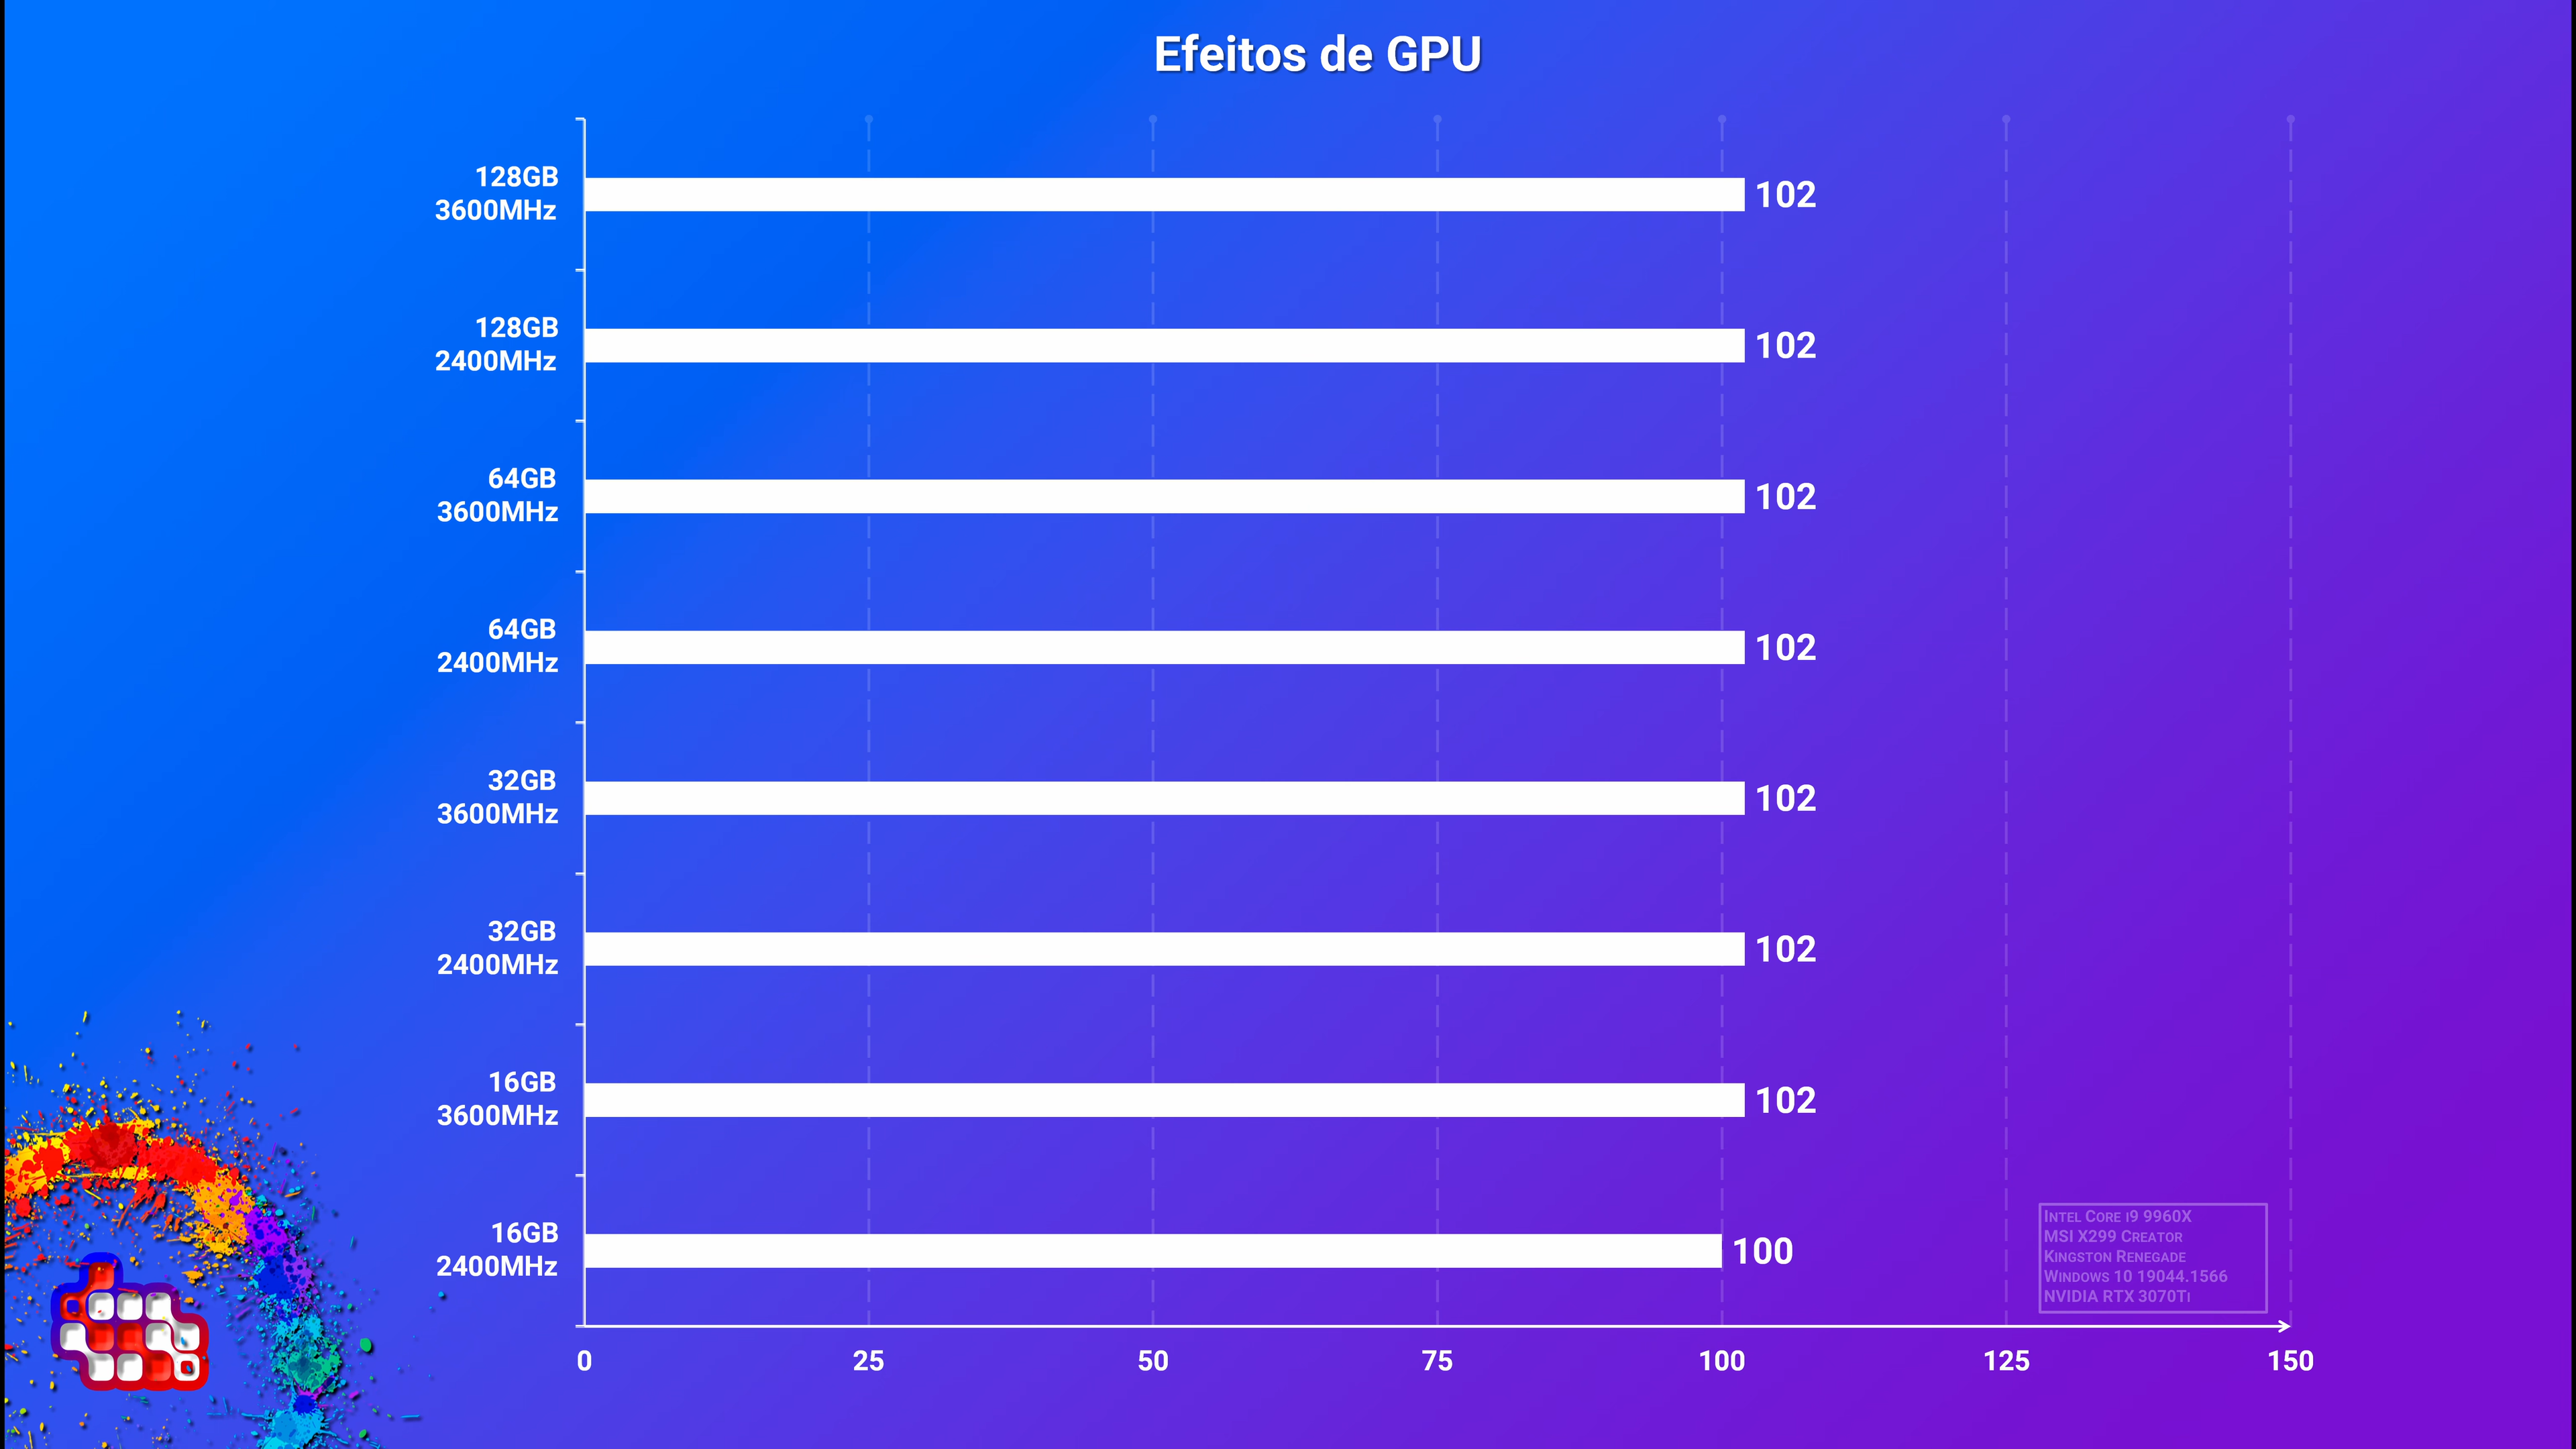 Efeitos de GPU
128GB
3600MHz
102
128GB
2400MHz
102
64GB
3600MHz
102
64GB
2400MHz
102
32GB
3600MHz
102
32GB
2400MHz
102
16GB
3600MHz
102
16GB
2400MHz
100
INTEL CORE I9 9960X
MSI X299 CREATOR
KINGSTON RENEGADE
WINDOWS 10 19044.1566
NVIDIA RTX 3070TI
0 25 50 75 100 125 150